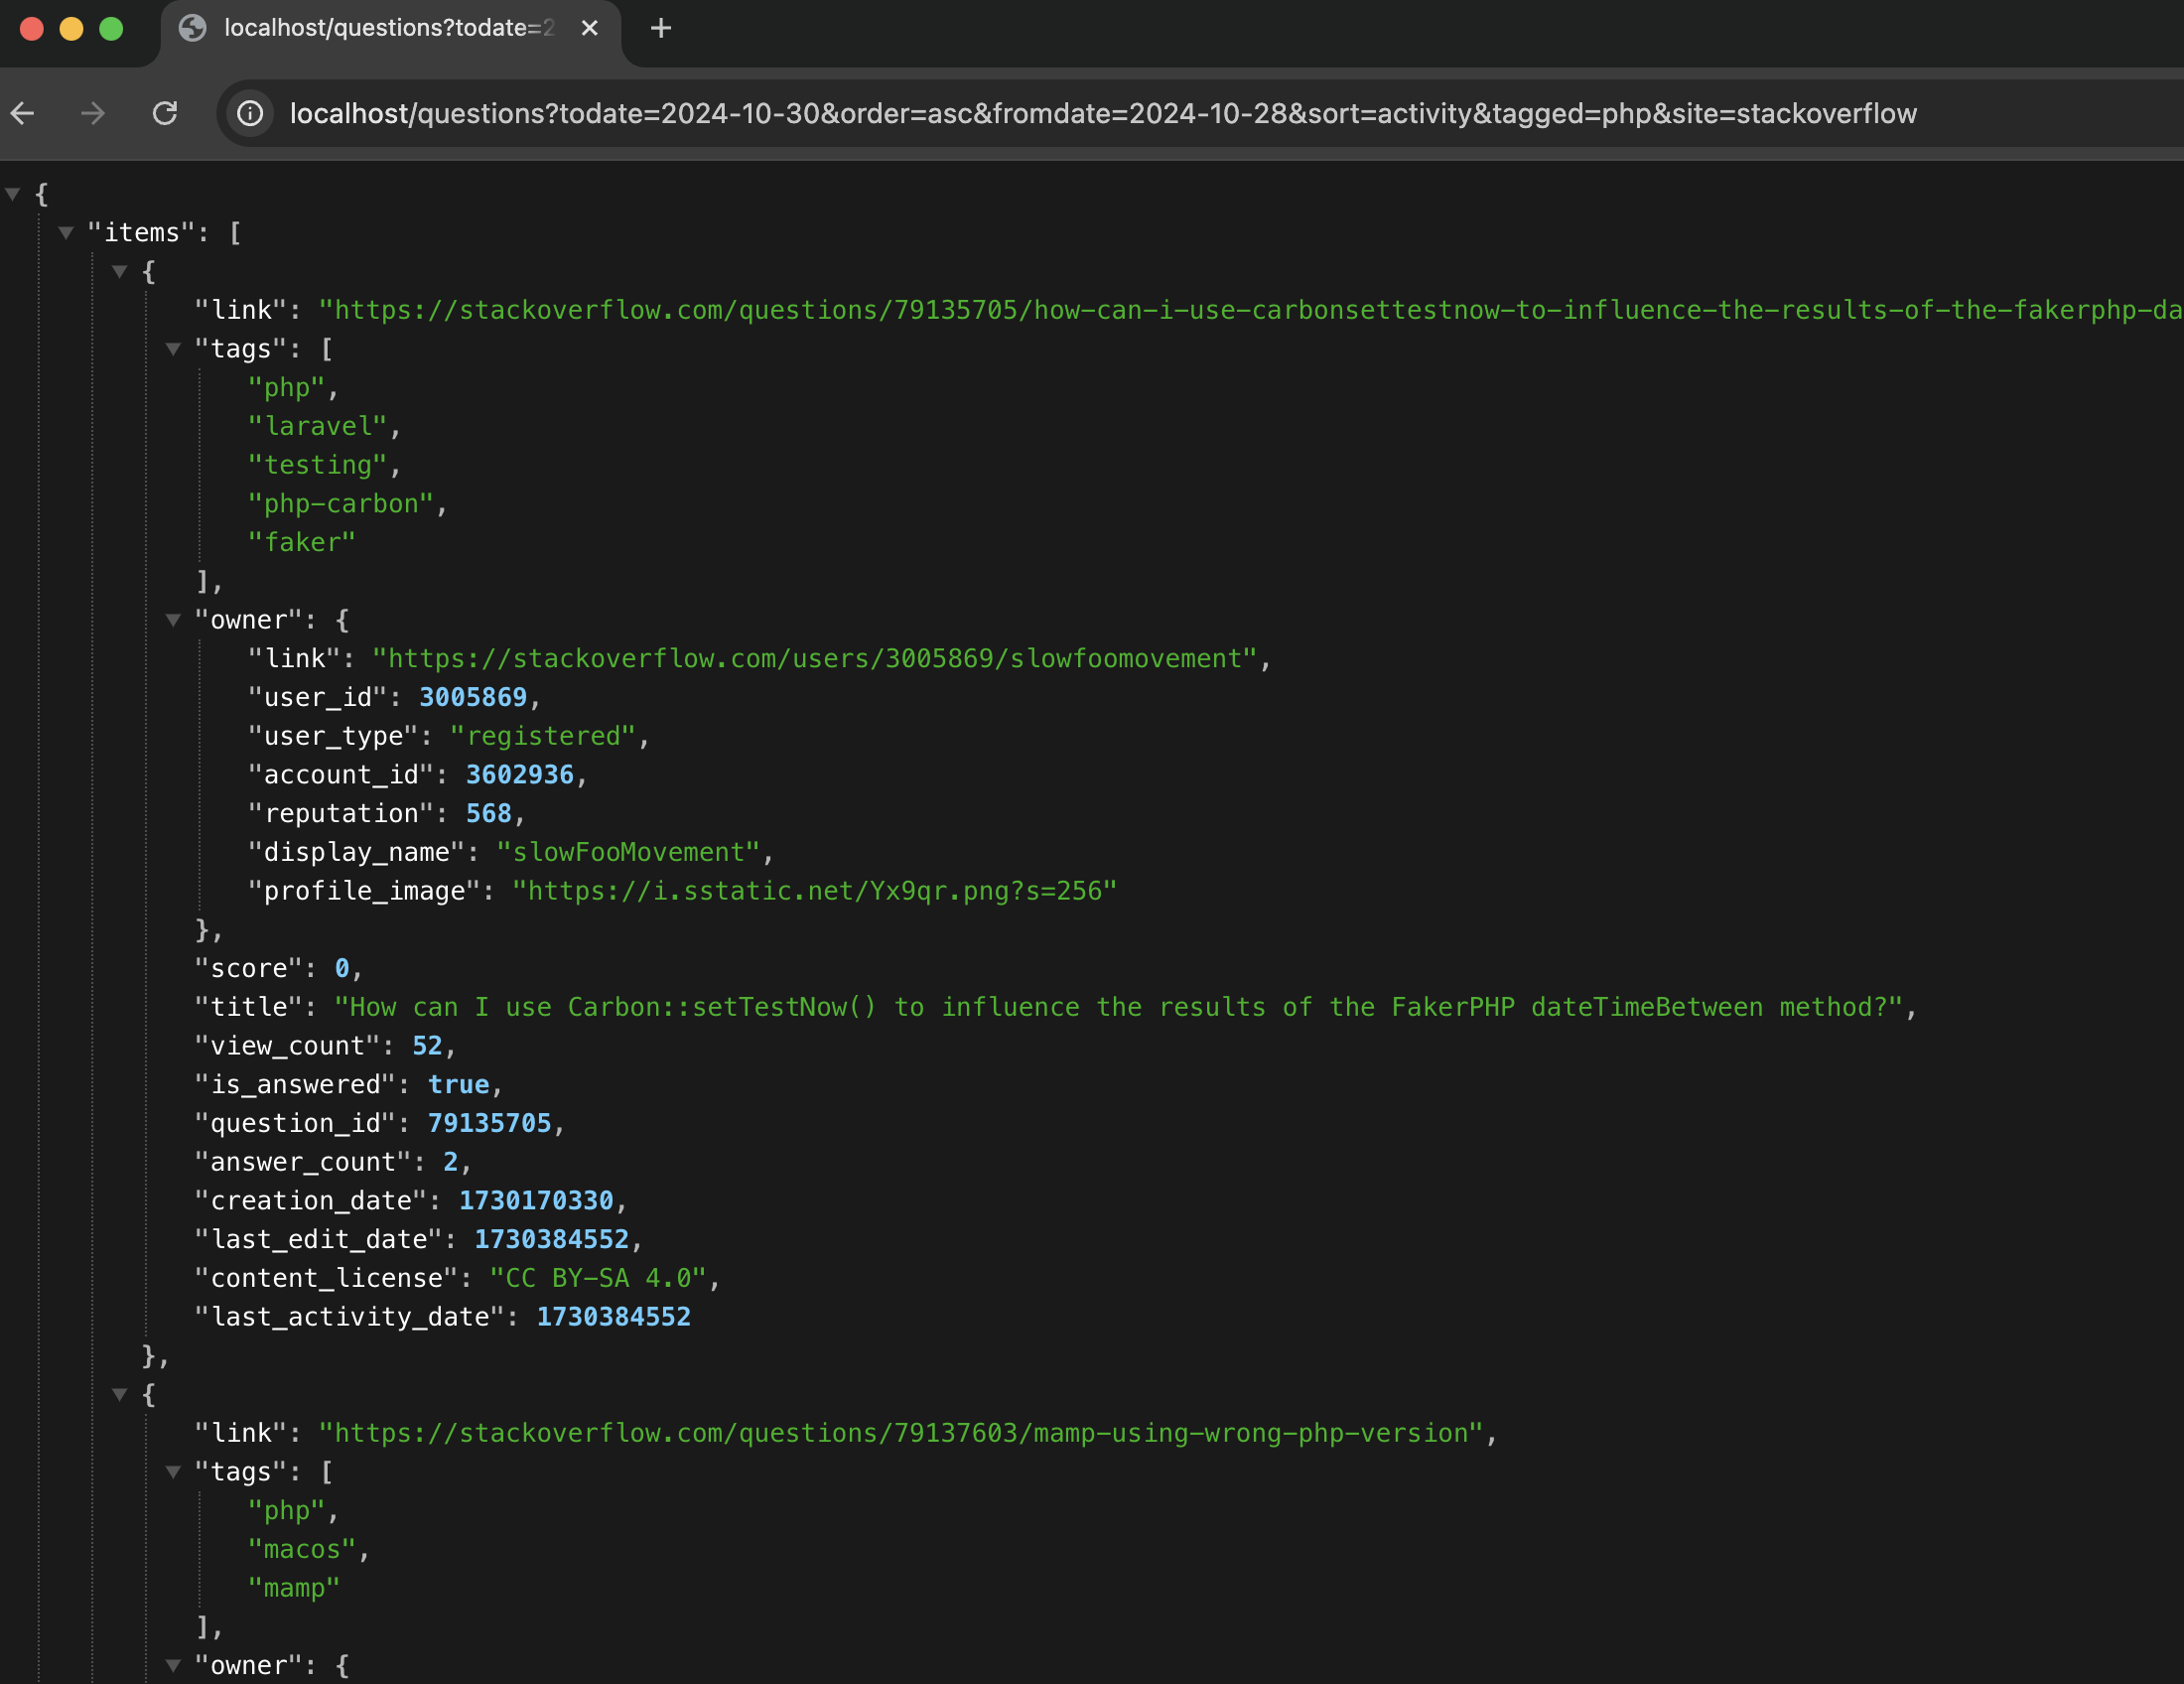 localhost/questions?todate=2
localhost/questions?todate=2024-10-30&order=asc&fromdate=2024-10-28&sort=activity&tagged=php&site=stackoverflow
{
"items": [
{
"link": "https://stackoverflow.com/questions/79135705/how-can-i-use-carbonsettestnow-to-influence-the-results-of-the-fakerphp-da
"tags": [
"php",
"laravel",
"testing",
"php-carbon",
"faker"
],
"owner": {
"link": "https://stackoverflow.com/users/3005869/slowfoomovement",
"user_id": 3005869,
"user_type": "registered",
"account_id": 3602936,
"reputation": 568,
"display_name": "slowFooMovement",
"profile_image": "https://i.sstatic.net/Yx9qr.png?s=256"
},
"score": 0,
"title": "How can I use Carbon::setTestNow() to influence the results of the FakerPHP dateTimeBetween method?",
"view_count": 52,
"is_answered": true,
"question_id": 79135705,
"answer_count": 2,
"creation_date": 1730170330,
"last_edit_date": 1730384552,
"content_license": "CC BY-SA 4.0",
"last_activity_date": 1730384552
},
{
"link": "https://stackoverflow.com/questions/79137603/mamp-using-wrong-php-version",
"tags": [
"php",
"macos",
"mamp"
],
"owner": {